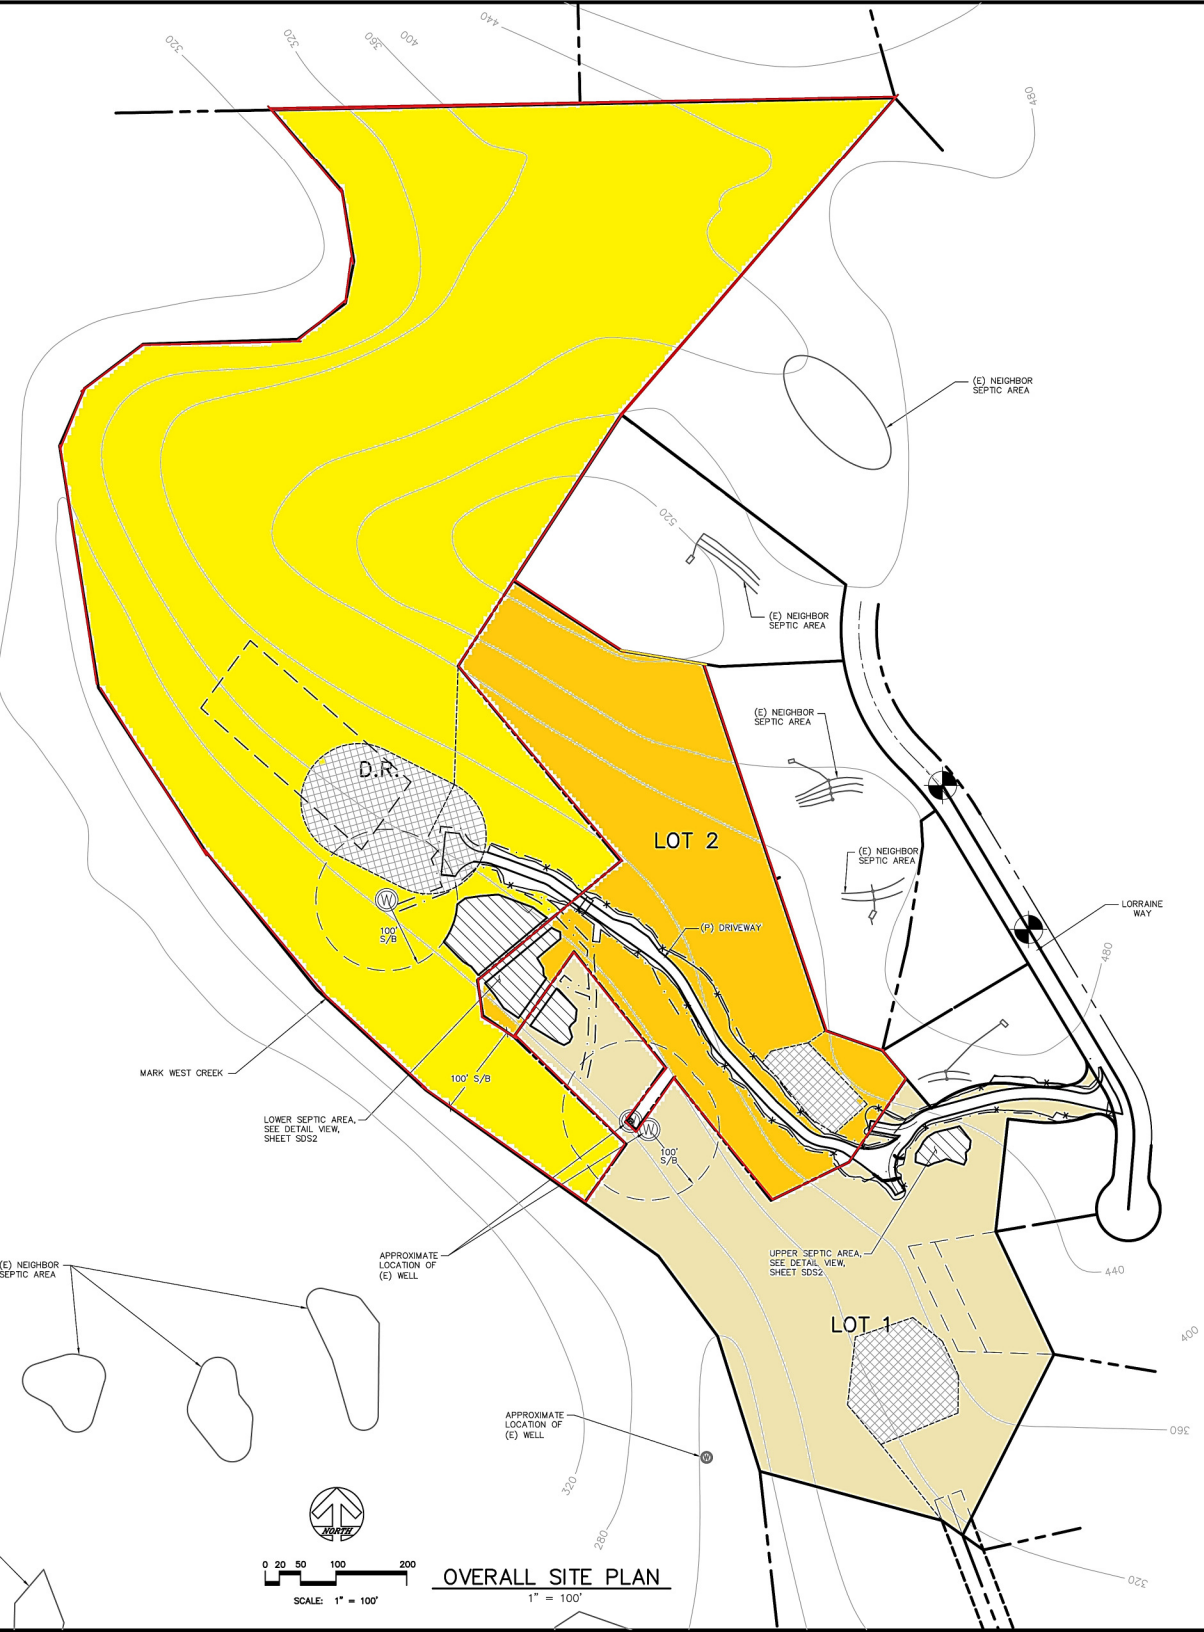 320
320
360
400
440
480
(E) NEIGHBOR
SEPTIC AREA
520
(E) NEIGHBOR
SEPTIC AREA
(E) NEIGHBOR
SEPTIC AREA
D.R.
LOT 2
(E) NEIGHBOR
SEPTIC AREA
W
100'
S/B
(P) DRIVEWAY
LORRAINE
WAY
480
MARK WEST CREEK
100' S/B
LOWER SEPTIC AREA,
SEE DETAIL VIEW,
SHEET SDS2
W
W
100'
S/B
APPROXIMATE
LOCATION OF
(E) WELL
UPPER SEPTIC AREA,
SEE DETAIL VIEW,
SHEET SDS2
(E) NEIGHBOR
SEPTIC AREA
440
LOT 1
400
APPROXIMATE
LOCATION OF
(E) WELL
W
360
320
280
NORTH
0 20 50 100 200
SCALE: 1" = 100'
OVERALL SITE PLAN
1" = 100'
320